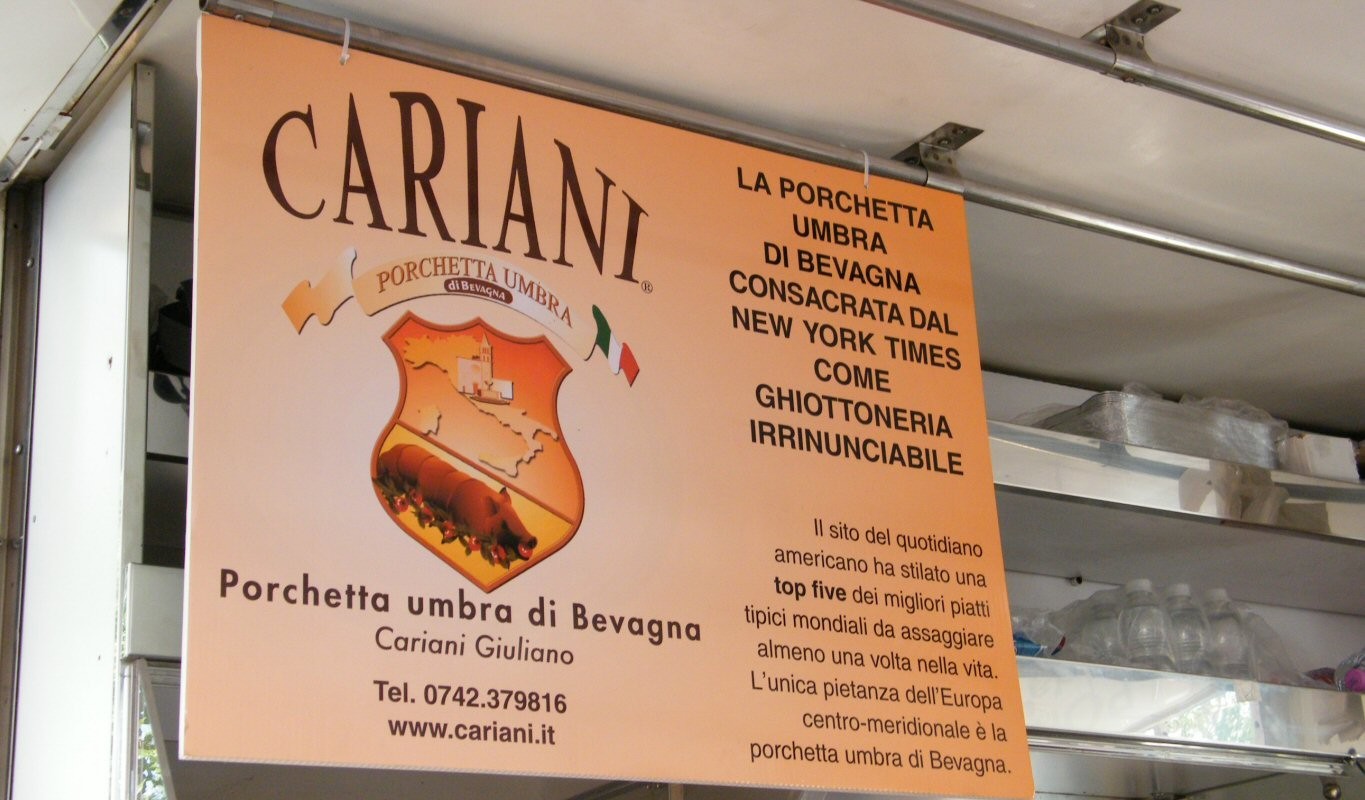 CARIANI®
PORCHETTA UMBRA
di BEVAGNA
Porchetta umbra di Bevagna
Cariani Giuliano
Tel. 0742.379816
www.cariani.it
LA PORCHETTA
UMBRA
DI BEVAGNA
CONSACRATA DAL
NEW YORK TIMES
COME
GHIOTTONERIA
IRRINUNCIABILE
Il sito del quotidiano
americano ha stilato una
top five dei migliori piatti
tipici mondiali da assaggiare
almeno una volta nella vita.
L'unica pietanza dell'Europa
centro-meridionale è la
porchetta umbra di Bevagna.